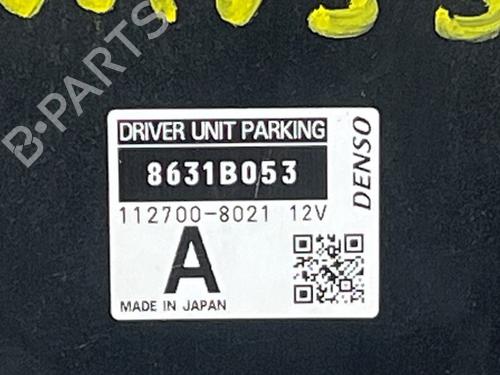 B·PARTS
DRIVER UNIT PARKING
8631B053
112700-8021 12V
DENSO
A
MADE IN JAPAN